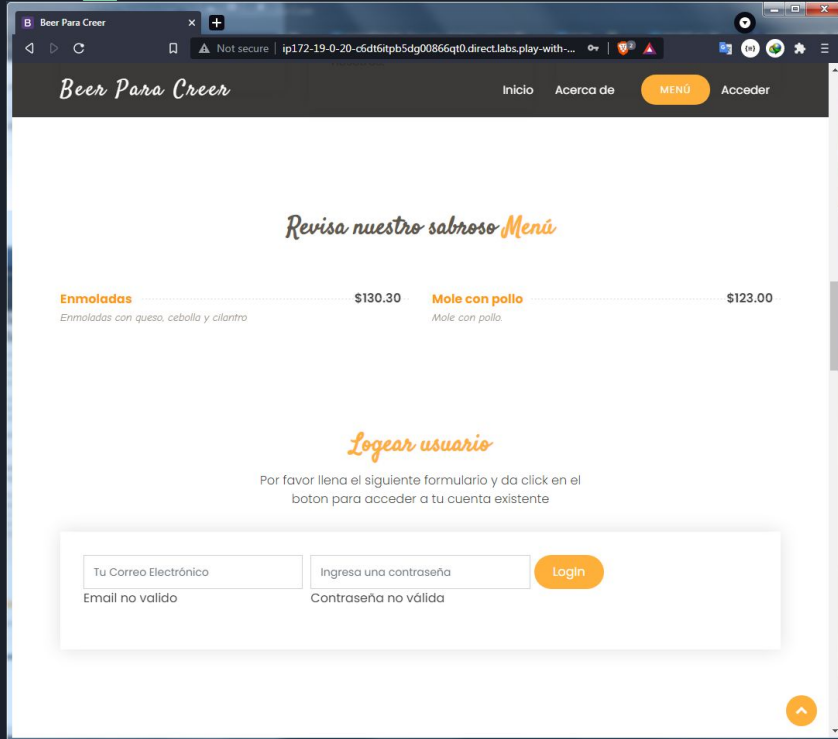 Beer Para Creer
Not secure | ip172-19-0-20-c6dt6itpb5dg00866qt0.direct.labs.play-with-...
Beer Para Creer
Inicio Acerca de MENÚ Acceder
Revisa nuestro sabroso Menú
Enmoladas $130.30 Mole con pollo $123.00
Enmoladas con queso, cebolla y cilantro Mole con pollo.
Logear usuario
Por favor llena el siguiente formulario y da click en el
boton para acceder a tu cuenta existente
Tu Correo Electrónico Ingresa una contraseña LogIn
Email no valido Contraseña no válida